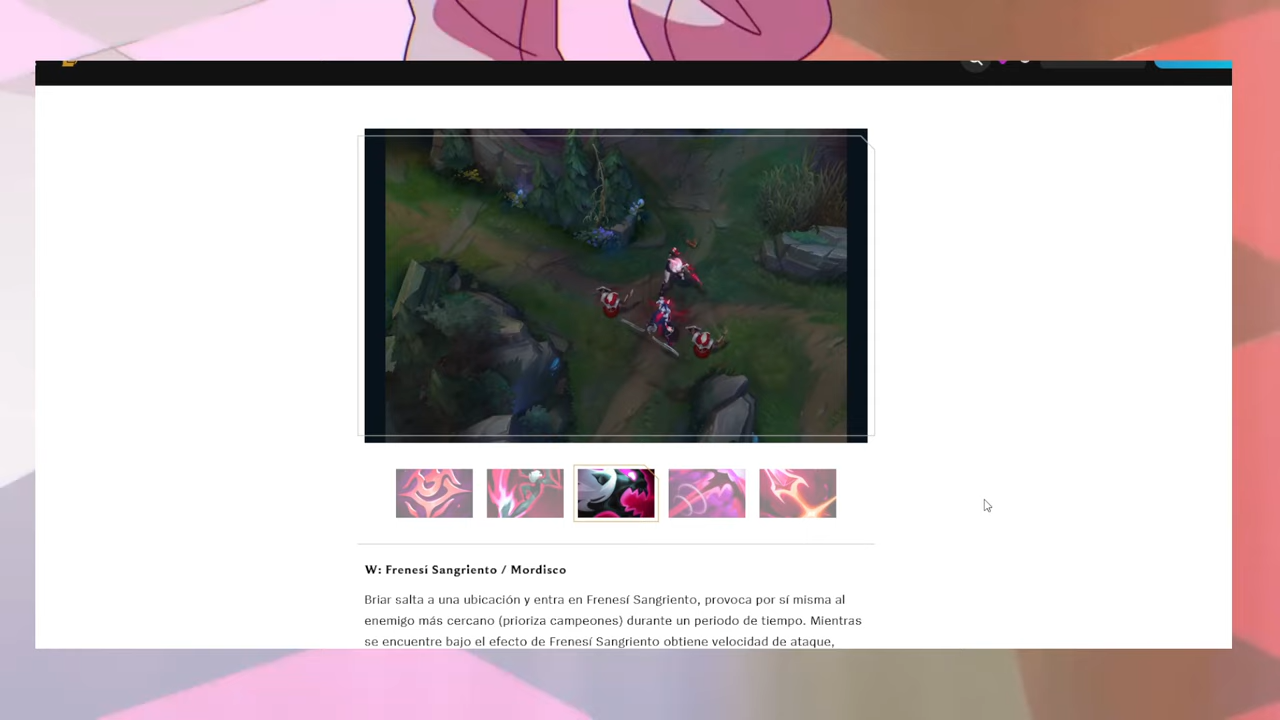 W: Frenesí Sangriento / Mordisco
Briar salta a una ubicación y entra en Frenesí Sangriento, provoca por sí misma al
enemigo más cercano (prioriza campeones) durante un periodo de tiempo. Mientras
se encuentre bajo el efecto de Frenesí Sangriento obtiene velocidad de ataque,